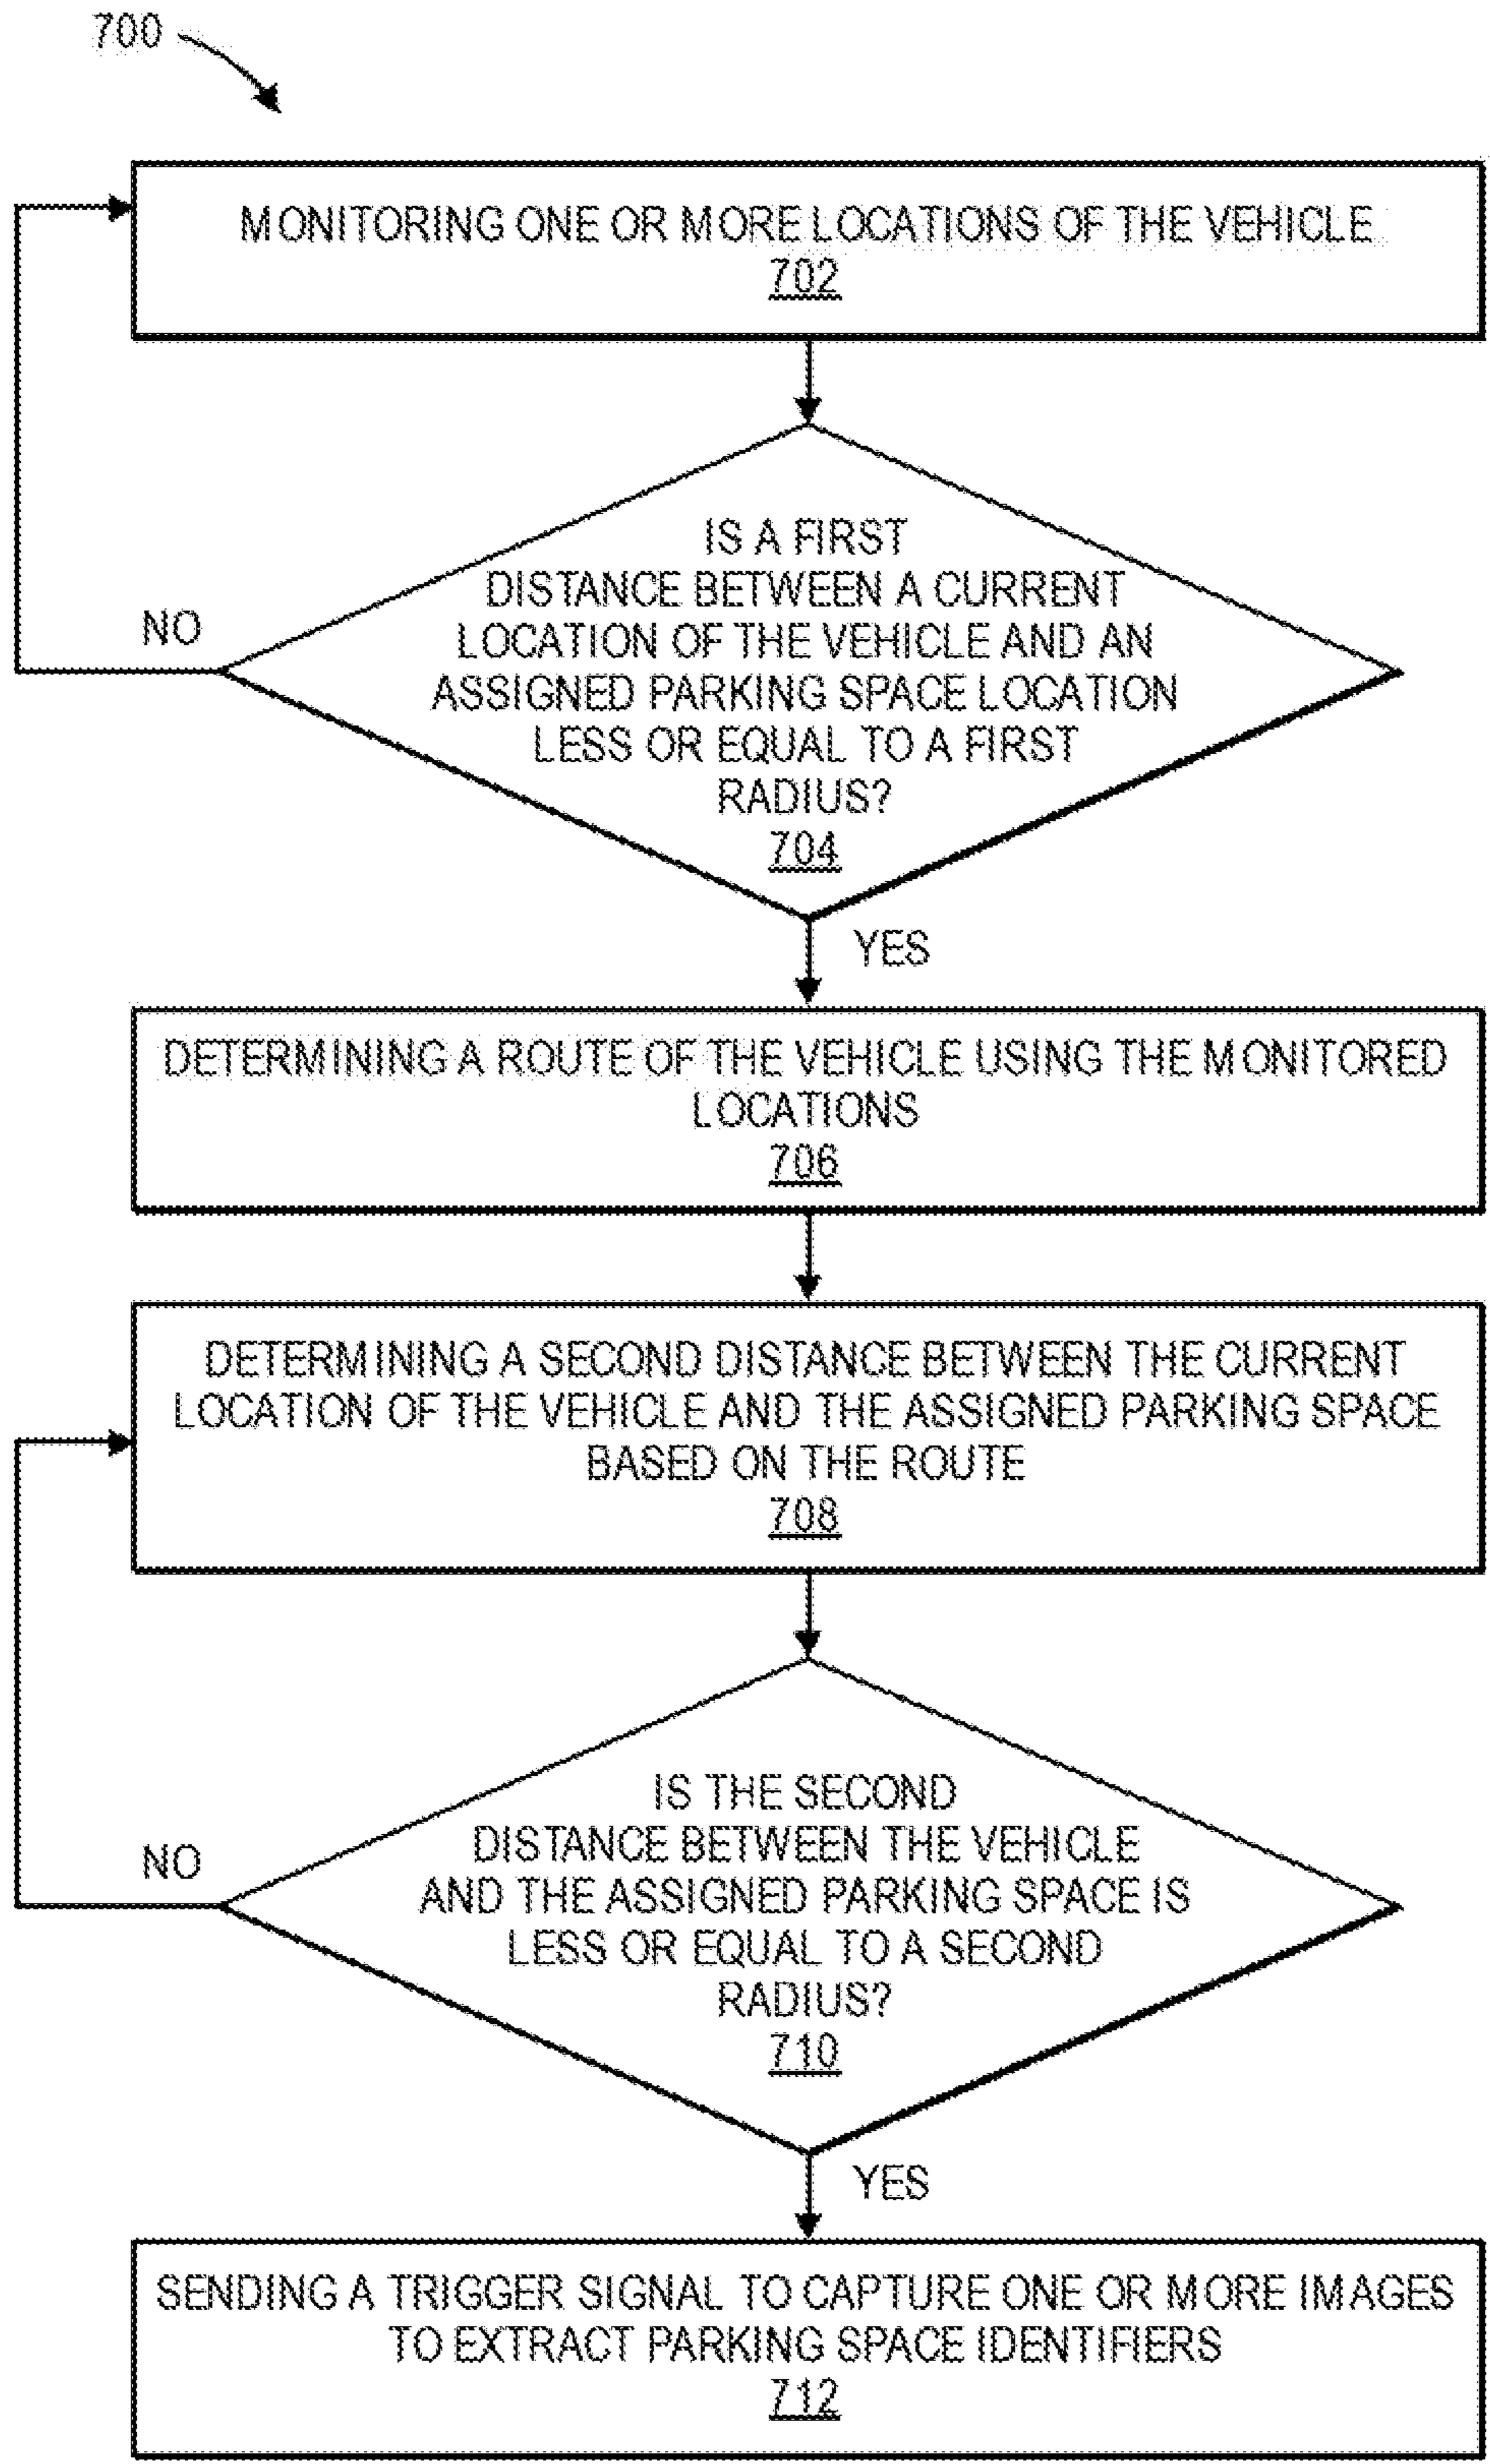 700
MONITORING ONE OR MORE LOCATIONS OF THE VEHICLE
702
IS A FIRST
DISTANCE BETWEEN A CURRENT
LOCATION OF THE VEHICLE AND AN
ASSIGNED PARKING SPACE LOCATION
LESS OR EQUAL TO A FIRST
RADIUS?
704
NO
YES
DETERMINING A ROUTE OF THE VEHICLE USING THE MONITORED
LOCATIONS
706
DETERMINING A SECOND DISTANCE BETWEEN THE CURRENT
LOCATION OF THE VEHICLE AND THE ASSIGNED PARKING SPACE
BASED ON THE ROUTE
708
IS THE SECOND
DISTANCE BETWEEN THE VEHICLE
AND THE ASSIGNED PARKING SPACE IS
LESS OR EQUAL TO A SECOND
RADIUS?
710
NO
YES
SENDING A TRIGGER SIGNAL TO CAPTURE ONE OR MORE IMAGES
TO EXTRACT PARKING SPACE IDENTIFIERS
712